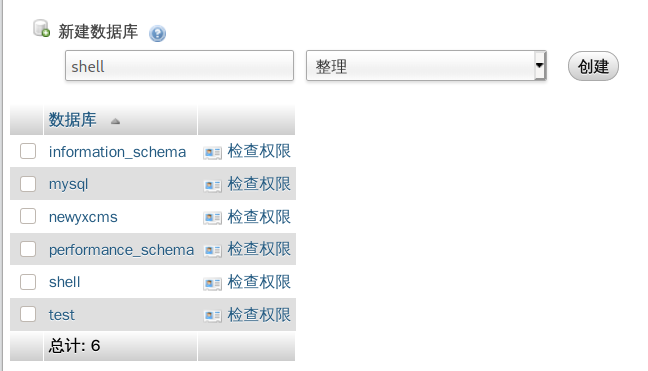 新建数据库
shell 整理 创建
数据库
information_schema 检查权限
mysql 检查权限
newyxcms 检查权限
performance_schema 检查权限
shell 检查权限
test 检查权限
总计: 6